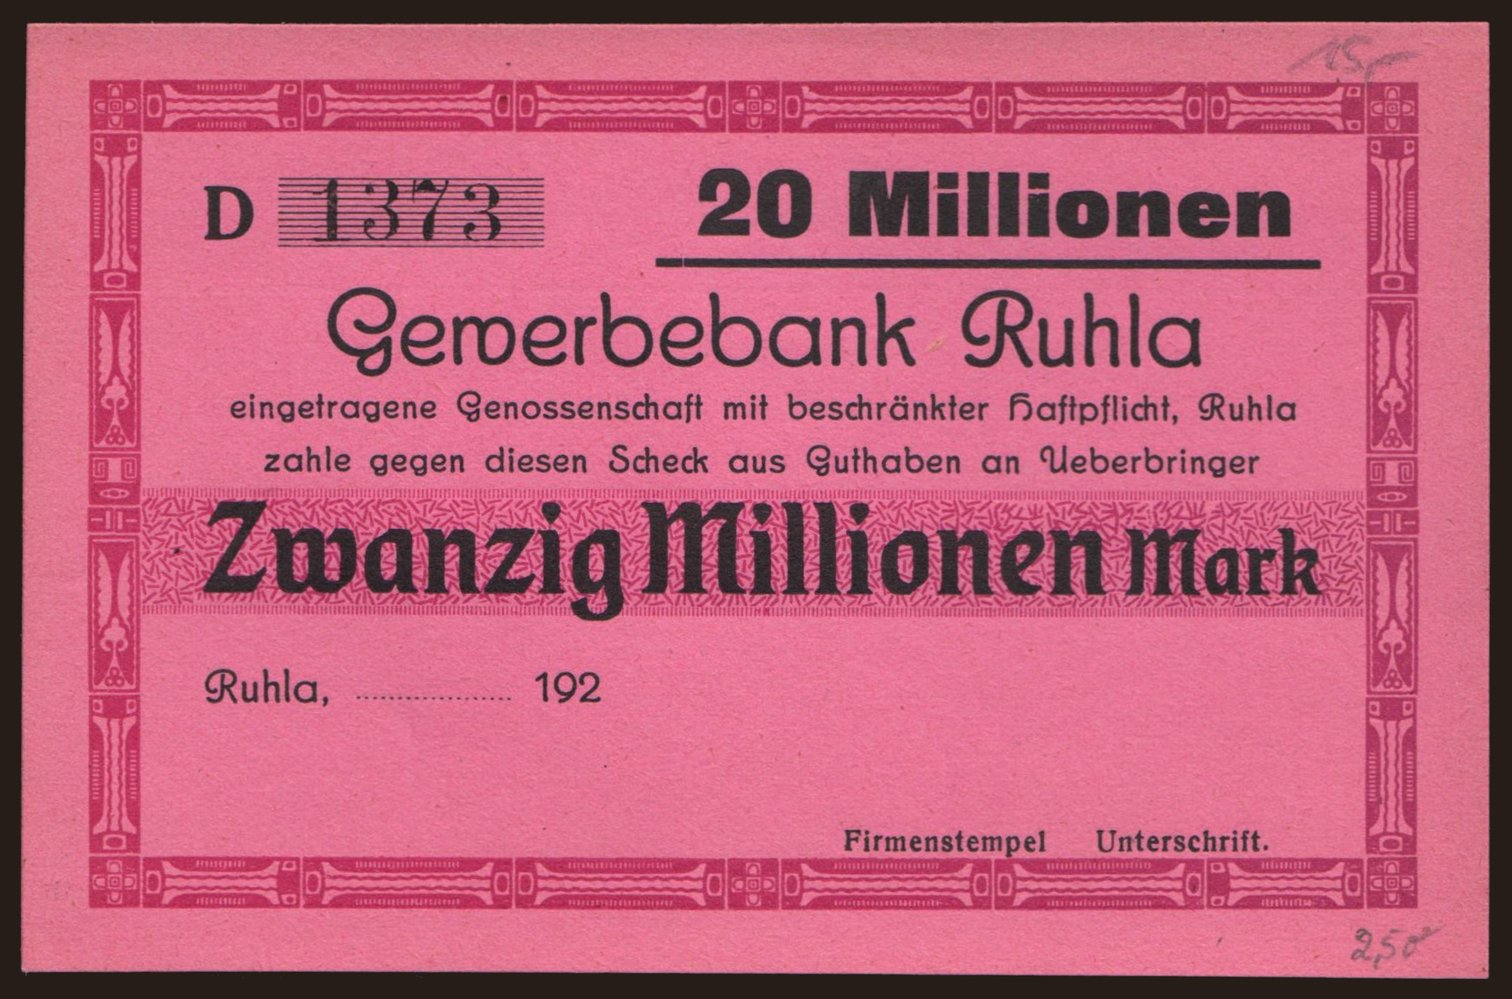 15,-
D 1373 20 Millionen
Gewerbebank Ruhla
eingetragene Genossenschaft mit beschränkter Haftpflicht, Ruhla
zahle gegen diesen Scheck aus Guthaben an Ueberbringer
Zwanzig Millionen Mark
Ruhla, ................ 192
Firmenstempel Unterschrift.
2,50